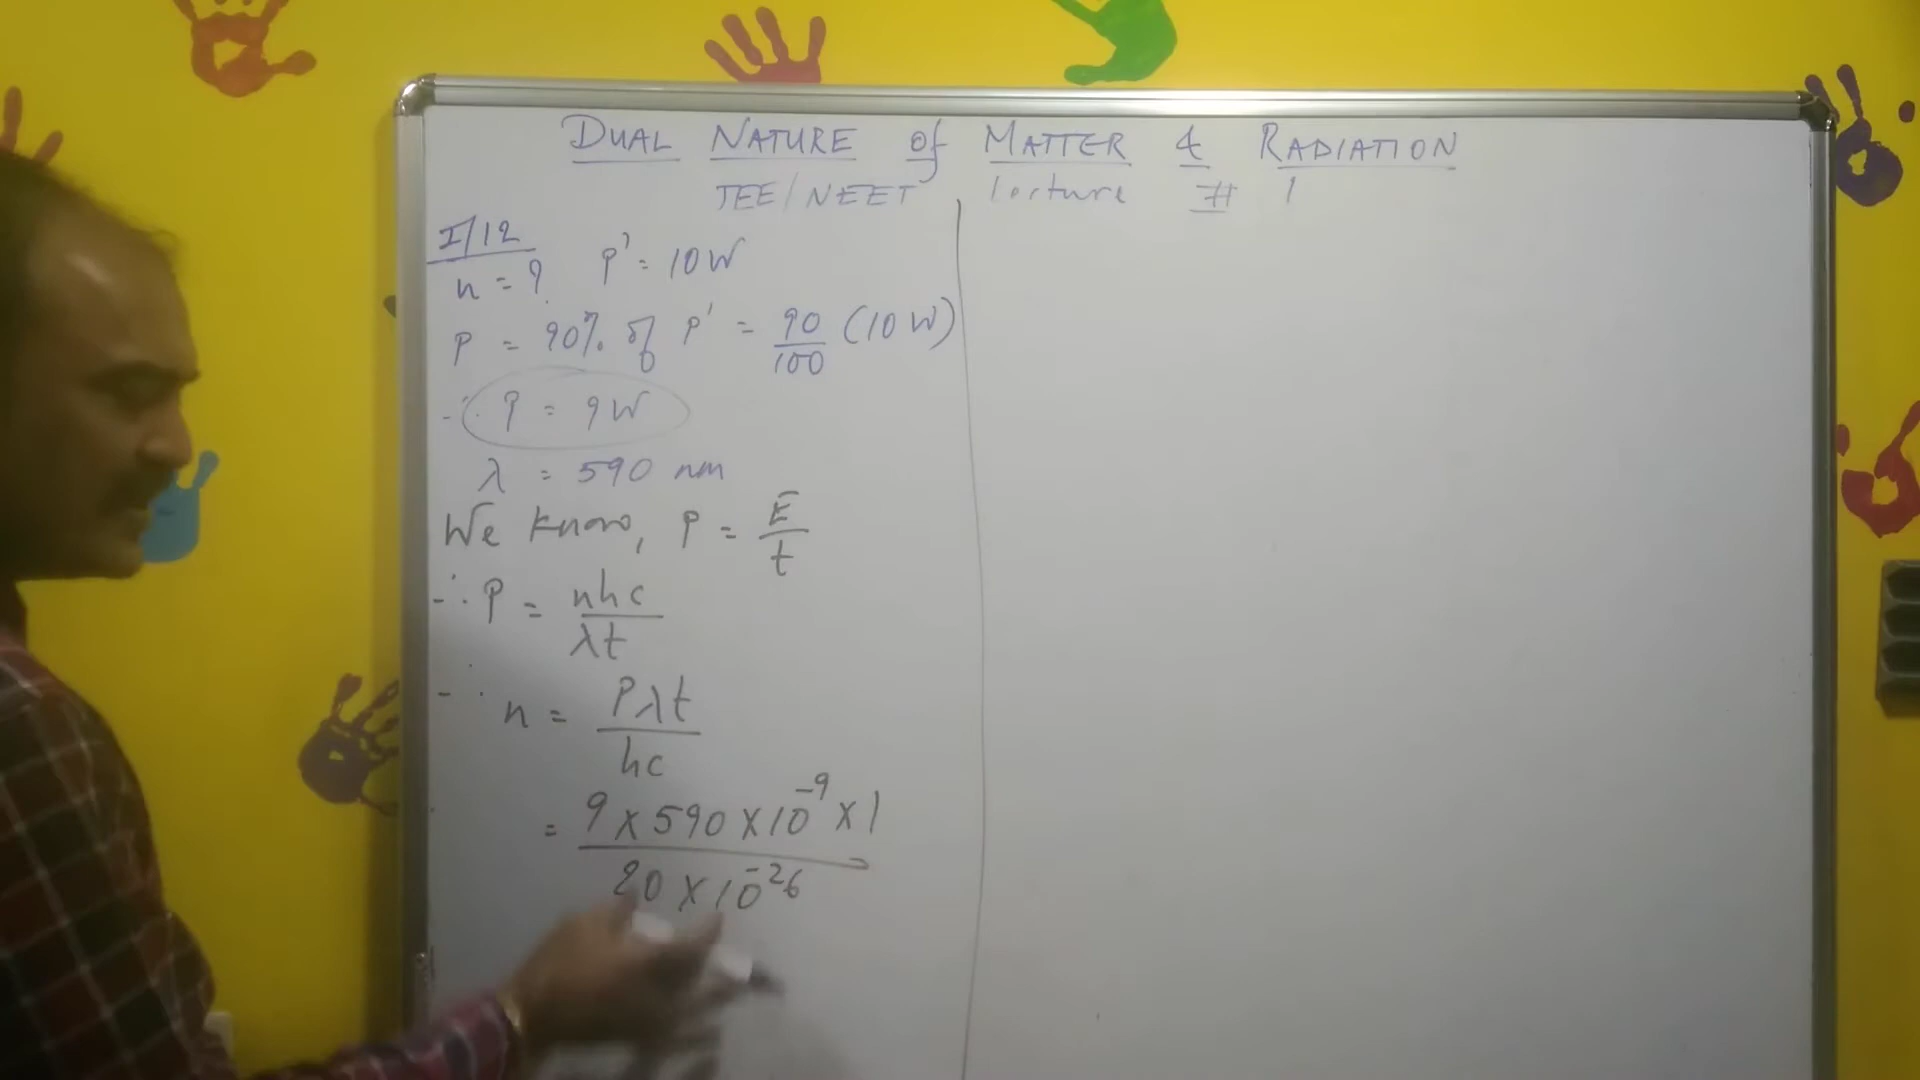 DUAL NATURE of MATTER & RADIATION
JEE/NEET lecture # 1
I/12
n = ? P' = 10W
P = 90% of P' = 90/100 (10 W)
∴ P = 9W
λ = 590 nm
We know, P = E/t
∴ P = nhc/λt
∴ n = Pλt/hc
= 9 x 590 x 10⁻⁹ x 1 / 20 x 10⁻²⁶